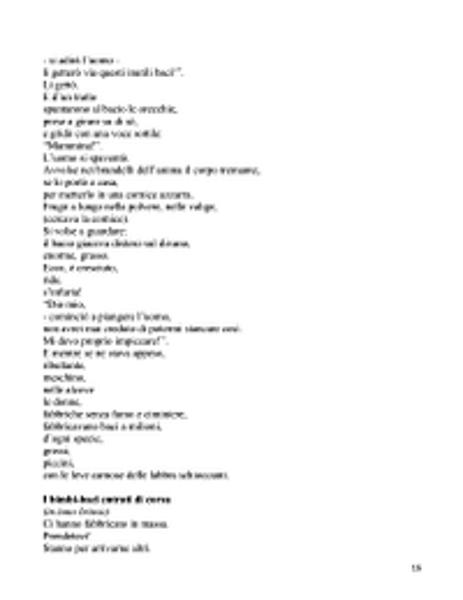 - si adirò l'uomo -
li getterò via questi inutili baci!".
Li gettò.
E d'un tratto
spuntarono al bacio le orecchie,
prese a girare su di sé,
e gridò con una voce sottile:
"Mammina!".
L'uomo si spaventò.
Avvolse nei brandelli dell'anima il corpo tremante,
se lo portò a casa,
per metterlo in una cornice azzurra.
Frugò a lungo nella polvere, nelle valige,
(cercava la cornice).
Si volse a guardare:
il bacio giaceva disteso sul divano,
enorme, grasso.
Ecco, è cresciuto,
ride,
s'infuria!
"Dio mio,
- cominciò a piangere l'uomo,
non avrei mai creduto di potermi stancare così.
Mi devo proprio impiccare!".
E mentre se ne stava appeso,
ributtante,
meschino,
nelle alcove
le donne,
fabbriche senza fumo e ciminiere,
fabbricavano baci a milioni,
d'ogni specie,
grossi,
piccini,
con le leve carnose delle labbra schioccanti.
I bimbi-baci entrati di corsa
Ci hanno fabbricato in massa.
Prendeteci!
Stanno per arrivarne altri.
18